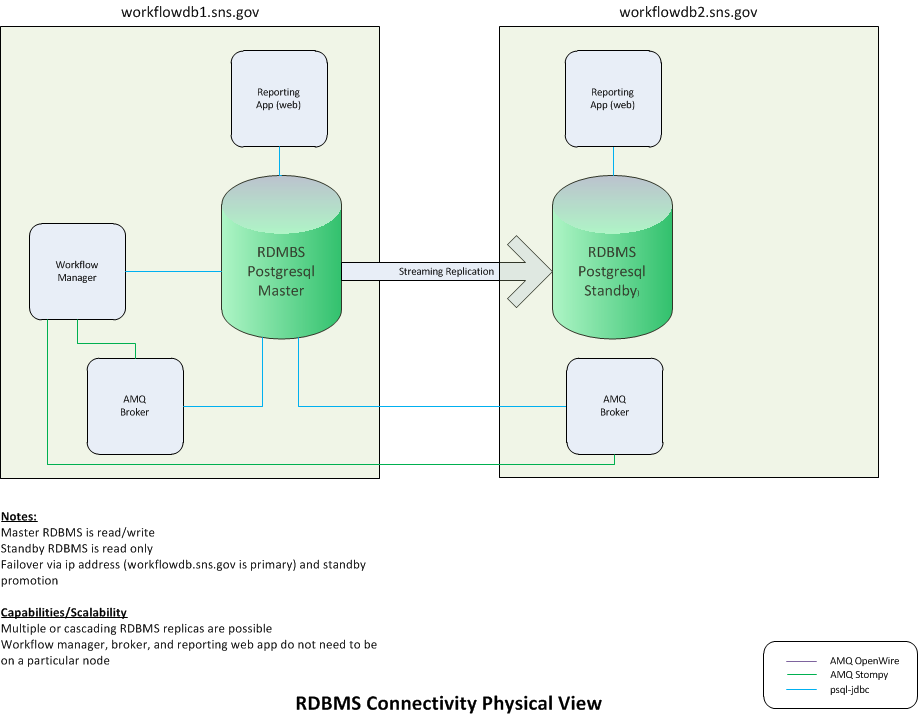 workflowdb1.sns.gov
workflowdb2.sns.gov
Reporting
App (web)
Reporting
App (web)
Workflow
Manager
RDMBS
Postgresql
Master
Streaming Replication
RDBMS
Postgresql
Standby
AMQ
Broker
AMQ
Broker
Notes:
Master RDBMS is read/write
Standby RDBMS is read only
Failover via ip address (workflowdb.sns.gov is primary) and standby
promotion
Capabilities/Scalability
Multiple or cascading RDBMS replicas are possible
Workflow manager, broker, and reporting web app do not need to be
on a particular node
AMQ OpenWire
AMQ Stompy
psql-jdbc
RDBMS Connectivity Physical View